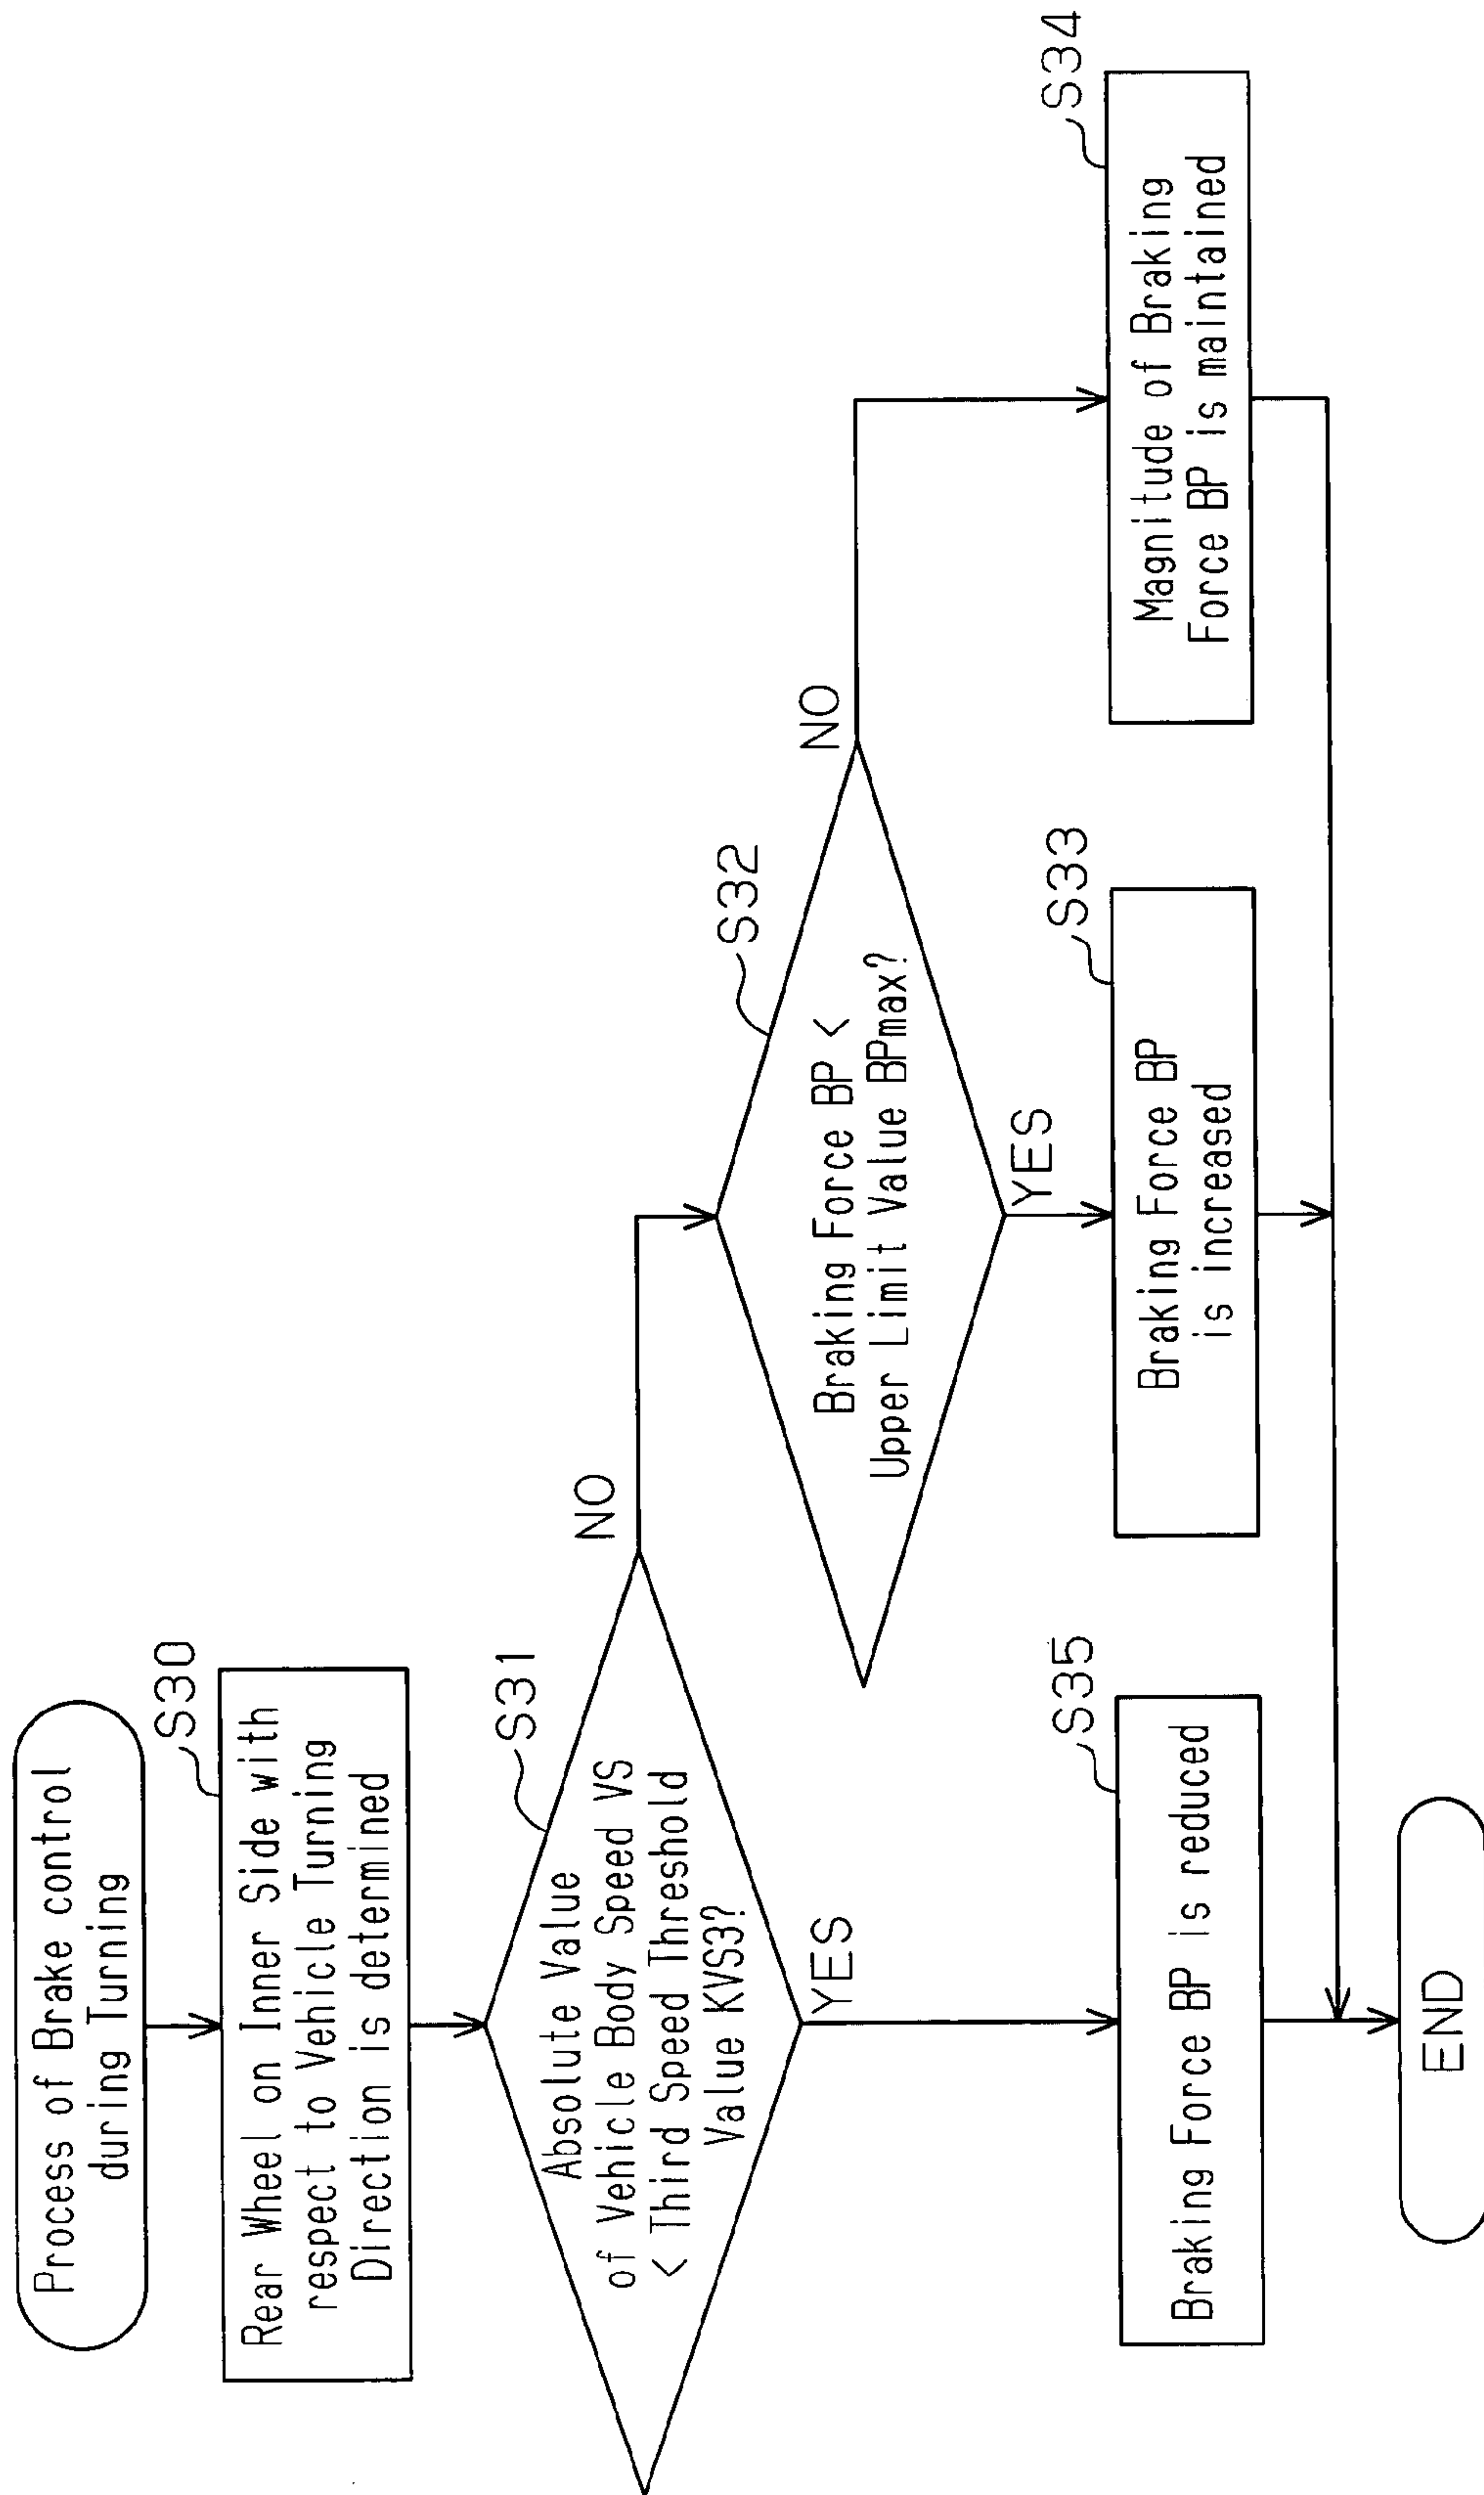 Process of Brake control
during Turning
S30
Rear Wheel on Inner Side with
respect to Vehicle Turning
Direction is determined
S31
Absolute Value
of Vehicle Body Speed VS
< Third Speed Threshold
Value KVS3?
NO
YES
S32
Braking Force BP <
Upper Limit Value BPmax?
NO
YES
S35
Braking Force BP is reduced
S33
Braking Force BP
is increased
S34
Magnitude of Braking
Force BP is maintained
END